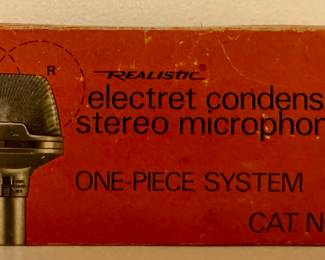 R
REALISTIC®
electret condens
stereo microphon
ONE-PIECE SYSTEM
CAT. N